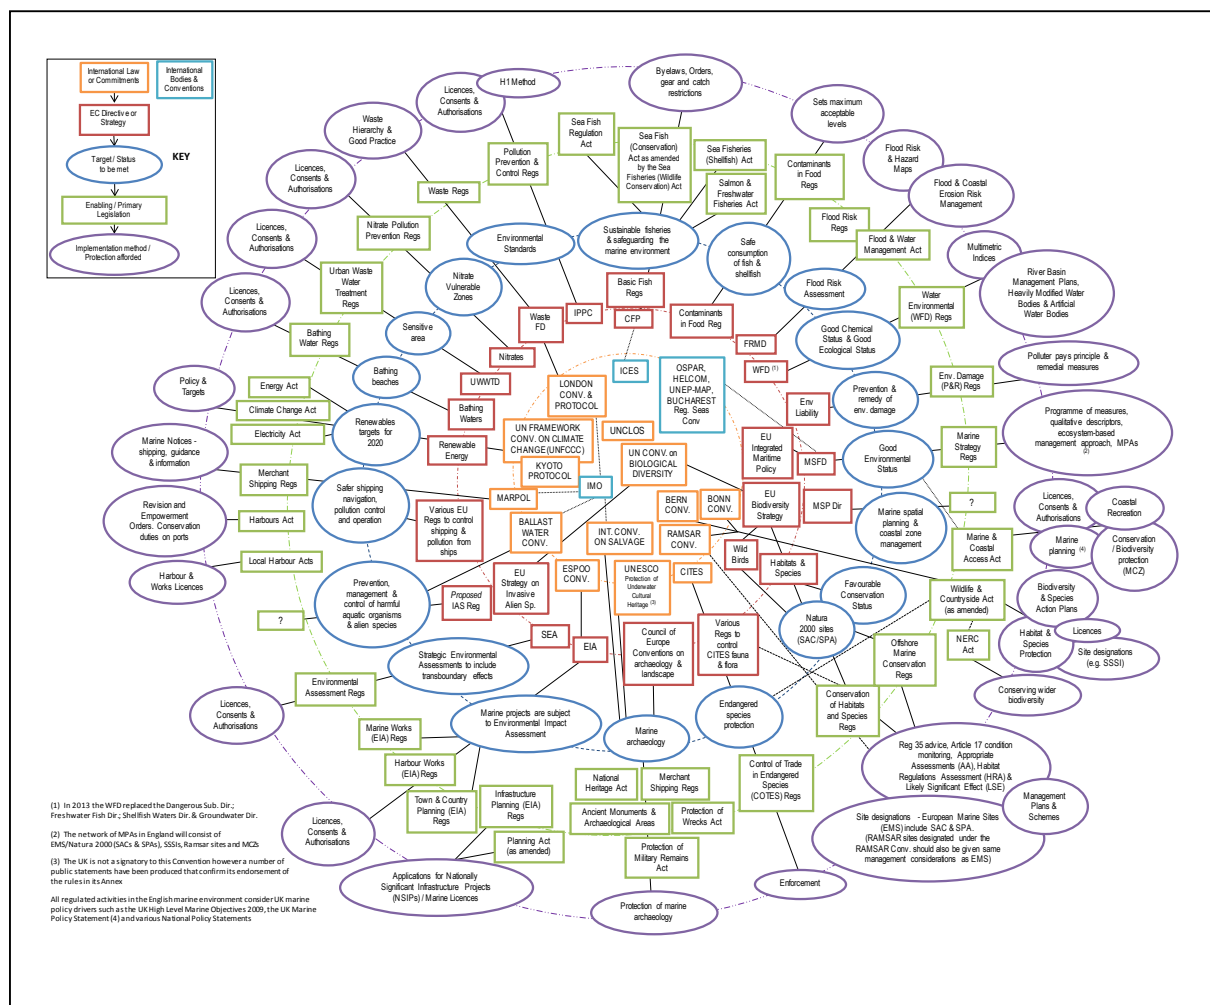 International Law
or Commitments
International
Bodies &
Conventions
EC Directive or
Strategy
Target / Status
to be met
KEY
Enabling / Primary
Legislation
Implementation method /
Protection afforded
H1 Method
Licences,
Consents &
Authorisations
Byelaws, Orders,
gear and catch
restrictions
Sets maximum
acceptable
levels
Waste
Hierarchy &
Good Practice
Flood Risk
& Hazard
Maps
Flood & Coastal
Erosion Risk
Management
Licences,
Consents &
Authorisations
Licences,
Consents &
Authorisations
Licences,
Consents &
Authorisations
Multimetric
Indices
River Basin
Management Plans,
Heavily Modified Water
Bodies & Artificial
Water Bodies
Sea Fish
Regulation
Act
Sea Fish
(Conservation)
Act as amended
by the Sea
Fisheries (Wildlife
Conservation) Act
Sea Fisheries
(Shellfish) Act
Salmon &
Freshwater
Fisheries Act
Contaminants
in Food
Regs
Pollution
Prevention &
Control Regs
Waste Regs
Nitrate Pollution
Prevention Regs
Urban Waste
Water
Treatment
Regs
Bathing
Water Regs
Flood Risk
Regs
Flood & Water
Management Act
Water
Environmental
(WFD) Regs
Environmental
Standards
Sustainable fisheries
& safeguarding the
marine environment
Safe
consumption
of fish &
shellfish
Nitrate
Vulnerable
Zones
Sensitive
area
Bathing
beaches
Flood Risk
Assessment
Good Chemical
Status & Good
Ecological Status
Basic Fish
Regs
CFP
IPPC
Waste
FD
Nitrates
UWWTD
Bathing
Waters
Contaminants
in Food Reg
FRMD
WFD (1)
Env
Liability
ICES
OSPAR,
HELCOM,
UNEP-MAP,
BUCHAREST
Reg. Seas
Conv
LONDON
CONV. &
PROTOCOL
UN FRAMEWORK
CONV. ON CLIMATE
CHANGE (UNFCCC)
UNCLOS
KYOTO
PROTOCOL
UN CONV. on
BIOLOGICAL
DIVERSITY
IMO
MARPOL
BERN
CONV.
BONN
CONV.
BALLAST
WATER
CONV.
INT. CONV.
ON SALVAGE
RAMSAR
CONV.
ESPOO
CONV.
UNESCO
Protection of
Underwater
Cultural
Heritage (3)
CITES
Policy &
Targets
Energy Act
Climate Change Act
Electricity Act
Renewables
targets for
2020
Renewable
Energy
Marine Notices -
shipping, guidance
& information
Merchant
Shipping Regs
Safer shipping
navigation,
pollution control
and operation
Various EU
Regs to control
shipping &
pollution from
ships
Revision and
Empowerment
Orders. Conservation
duties on ports
Harbours Act
Local Harbour Acts
Harbour &
Works Licences
Prevention,
management &
control of harmful
aquatic organisms
& alien species
?
Proposed
IAS Reg
EU
Strategy on
Invasive
Alien Sp.
SEA
EIA
Prevention &
remedy of
env. damage
Env. Damage
(P&R) Regs
Polluter pays principle &
remedial measures
EU
Integrated
Maritime
Policy
MSFD
Good
Environmental
Status
Marine
Strategy
Regs
Programme of measures,
qualitative descriptors,
ecosystem-based
management approach, MPAs
(2)
EU
Biodiversity
Strategy
MSP Dir
Marine spatial
planning &
coastal zone
management
?
Marine &
Coastal
Access Act
Licences,
Consents &
Authorisations
Coastal
Recreation
Marine
planning (4)
Conservation
/ Biodiversity
protection
(MCZ)
Wild
Birds
Habitats &
Species
Favourable
Conservation
Status
Natura
2000 sites
(SAC/SPA)
Wildlife &
Countryside Act
(as amended)
Biodiversity
& Species
Action Plans
NERC
Act
Habitat &
Species
Protection
Licences
Site designations
(e.g. SSSI)
Conserving wider
biodiversity
Offshore
Marine
Conservation
Regs
Conservation
of Habitats
and Species
Regs
Council of
Europe
Conventions on
archaeology &
landscape
Various
Regs to
control
CITES fauna
& flora
Strategic Environmental
Assessments to include
transboundary effects
Environmental
Assessment Regs
Licences,
Consents &
Authorisations
Marine projects are subject
to Environmental Impact
Assessment
Marine
archaeology
Endangered
species
protection
Marine Works
(EIA) Regs
Harbour Works
(EIA) Regs
Town & Country
Planning (EIA)
Regs
Infrastructure
Planning (EIA)
Regs
Planning Act
(as amended)
National
Heritage Act
Merchant
Shipping Regs
Ancient Monuments &
Archaeological Areas
Protection of
Wrecks Act
Protection of
Military Remains
Act
Control of Trade
in Endangered
Species
(COTES) Regs
Reg 35 advice, Article 17 condition
monitoring, Appropriate
Assessments (AA), Habitat
Regulations Assessment (HRA) &
Likely Significant Effect (LSE)
Management
Plans &
Schemes
Site designations - European Marine Sites
(EMS) include SAC & SPA.
(RAMSAR sites designated under the
RAMSAR Conv. should also be given same
management considerations as EMS)
Licences,
Consents &
Authorisations
Applications for Nationally
Significant Infrastructure Projects
(NSIPs) / Marine Licences
Protection of marine
archaeology
Enforcement
(1) In 2013 the WFD replaced the Dangerous Sub. Dir.;
Freshwater Fish Dir.; Shellfish Waters Dir. & Groundwater Dir.
(2) The network of MPAs in England will consist of
EMS/Natura 2000 (SACs & SPAs), SSSIs, Ramsar sites and MCZs
(3) The UK is not a signatory to this Convention however a number of
public statements have been produced that confirm its endorsement of
the rules in its Annex
All regulated activities in the English marine environment consider UK marine
policy drivers such as the UK High Level Marine Objectives 2009, the UK Marine
Policy Statement (4) and various National Policy Statements